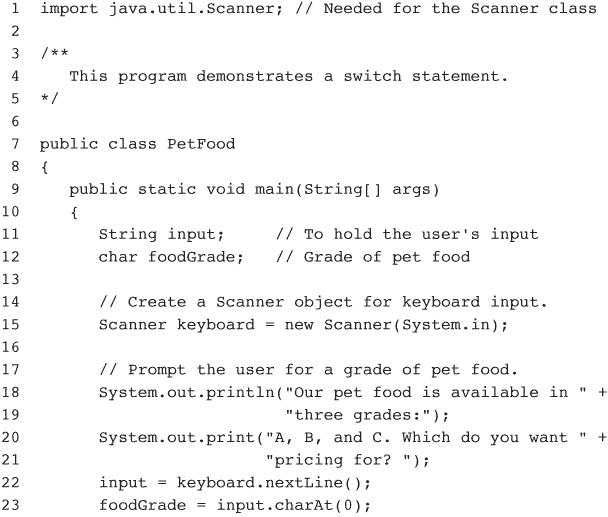 1 import java.util.Scanner; // Needed for the Scanner class
2
3 /**
4    This program demonstrates a switch statement.
5 */
6
7 public class PetFood
8 {
9    public static void main(String[] args)
10    {
11       String input;     // To hold the user's input
12       char foodGrade;   // Grade of pet food
13
14       // Create a Scanner object for keyboard input.
15       Scanner keyboard = new Scanner(System.in);
16
17       // Prompt the user for a grade of pet food.
18       System.out.println("Our pet food is available in " +
19                          "three grades:");
20       System.out.print("A, B, and C. Which do you want " +
21                        "pricing for? ");
22       input = keyboard.nextLine();
23       foodGrade = input.charAt(0);